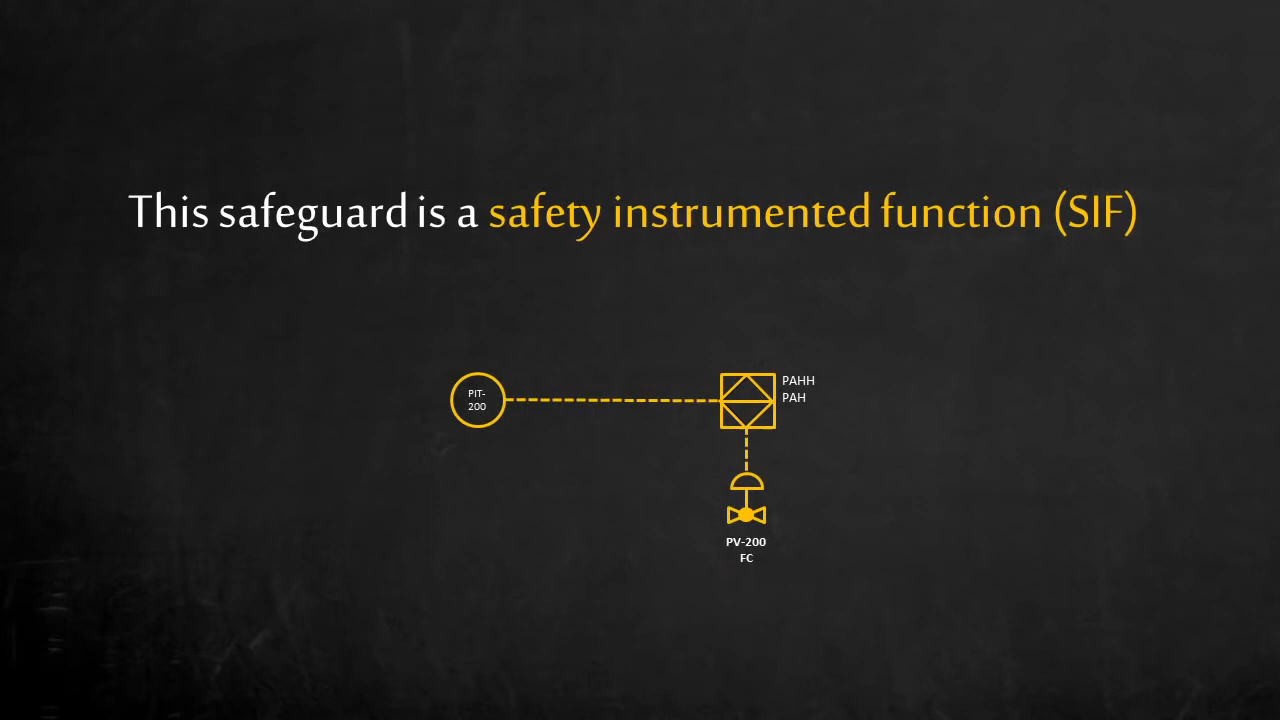 This safeguard is a safety instrumented function (SIF)
PIT-
200
PAHH
PAH
PV-200
FC